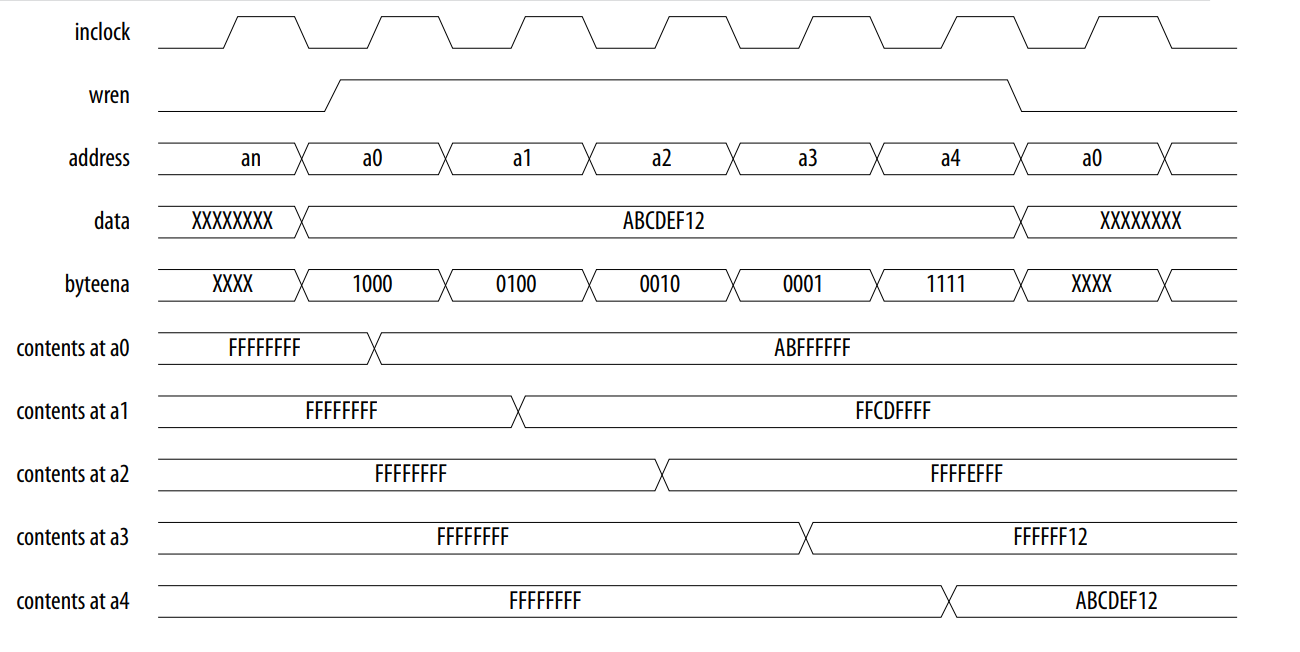 inclock
wren
address an a0 a1 a2 a3 a4 a0
data XXXXXXXX ABCDEF12 XXXXXXXX
byteena XXXX 1000 0100 0010 0001 1111 XXXX
contents at a0 FFFFFFFF ABFFFFFF
contents at a1 FFFFFFFF FFCDFFFF
contents at a2 FFFFFFFF FFFFEFFF
contents at a3 FFFFFFFF FFFFFF12
contents at a4 FFFFFFFF ABCDEF12